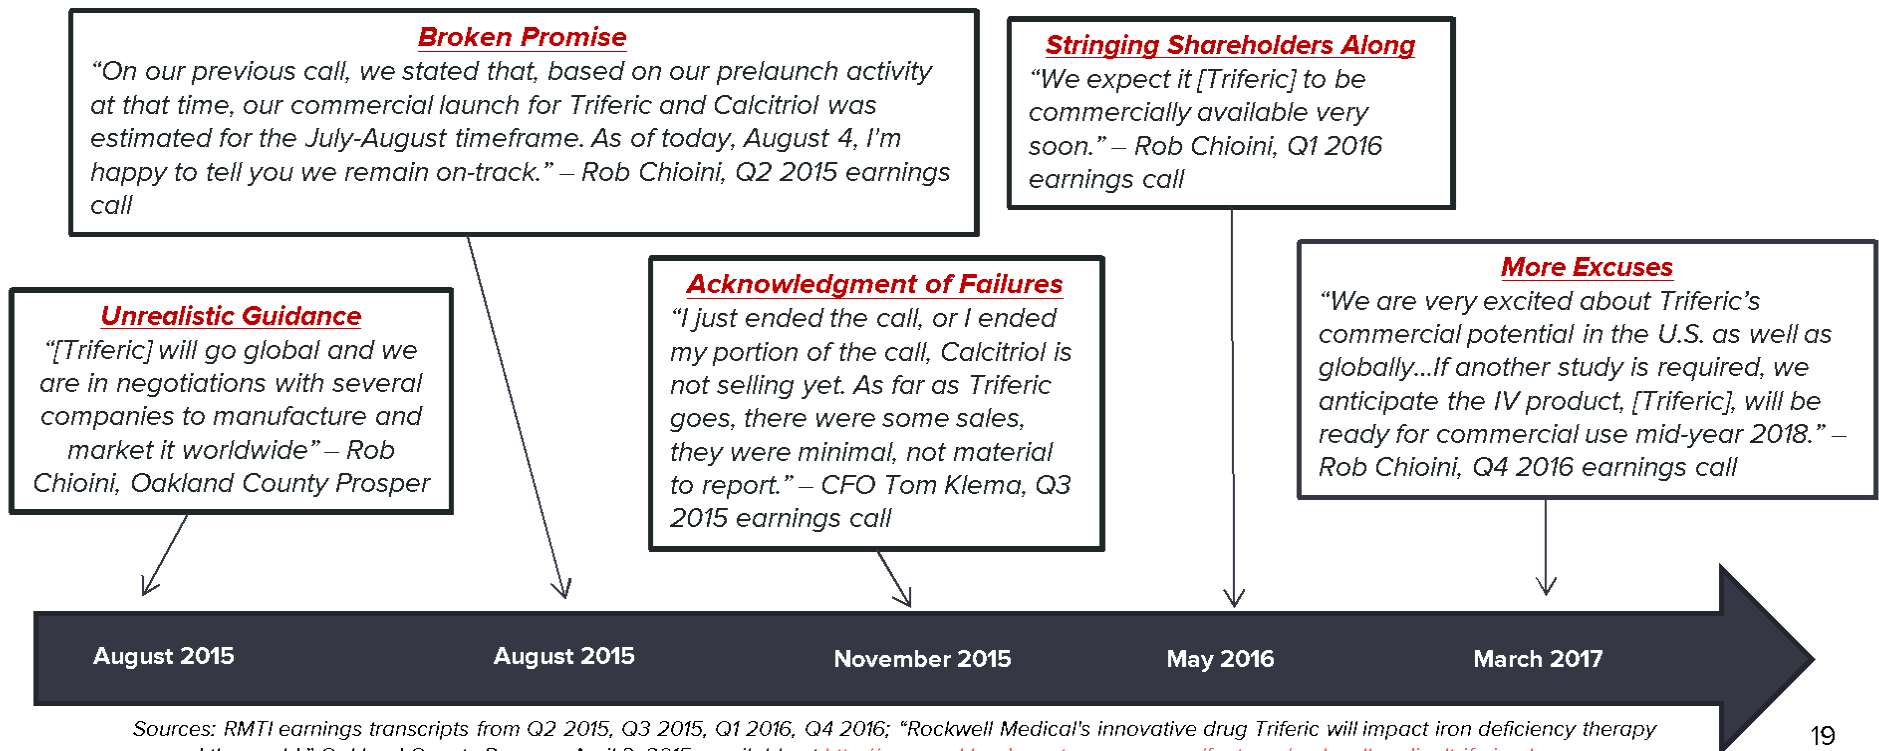 Broken Promise
“On our previous call, we stated that, based on our prelaunch activity
at that time, our commercial launch for Triferic and Calcitriol was
estimated for the July-August timeframe. As of today, August 4, I'm
happy to tell you we remain on-track.” – Rob Chioini, Q2 2015 earnings
call
Stringing Shareholders Along
“We expect it [Triferic] to be
commercially available very
soon.” – Rob Chioini, Q1 2016
earnings call
Unrealistic Guidance
“[Triferic] will go global and we
are in negotiations with several
companies to manufacture and
market it worldwide” – Rob
Chioini, Oakland County Prosper
Acknowledgment of Failures
“I just ended the call, or I ended
my portion of the call, Calcitriol is
not selling yet. As far as Triferic
goes, there were some sales,
they were minimal, not material
to report.” – CFO Tom Klema, Q3
2015 earnings call
More Excuses
“We are very excited about Triferic’s
commercial potential in the U.S. as well as
globally...If another study is required, we
anticipate the IV product, [Triferic], will be
ready for commercial use mid-year 2018.” –
Rob Chioini, Q4 2016 earnings call
August 2015
August 2015
November 2015
May 2016
March 2017
Sources: RMTI earnings transcripts from Q2 2015, Q3 2015, Q1 2016, Q4 2016; “Rockwell Medical's innovative drug Triferic will impact iron deficiency therapy
19